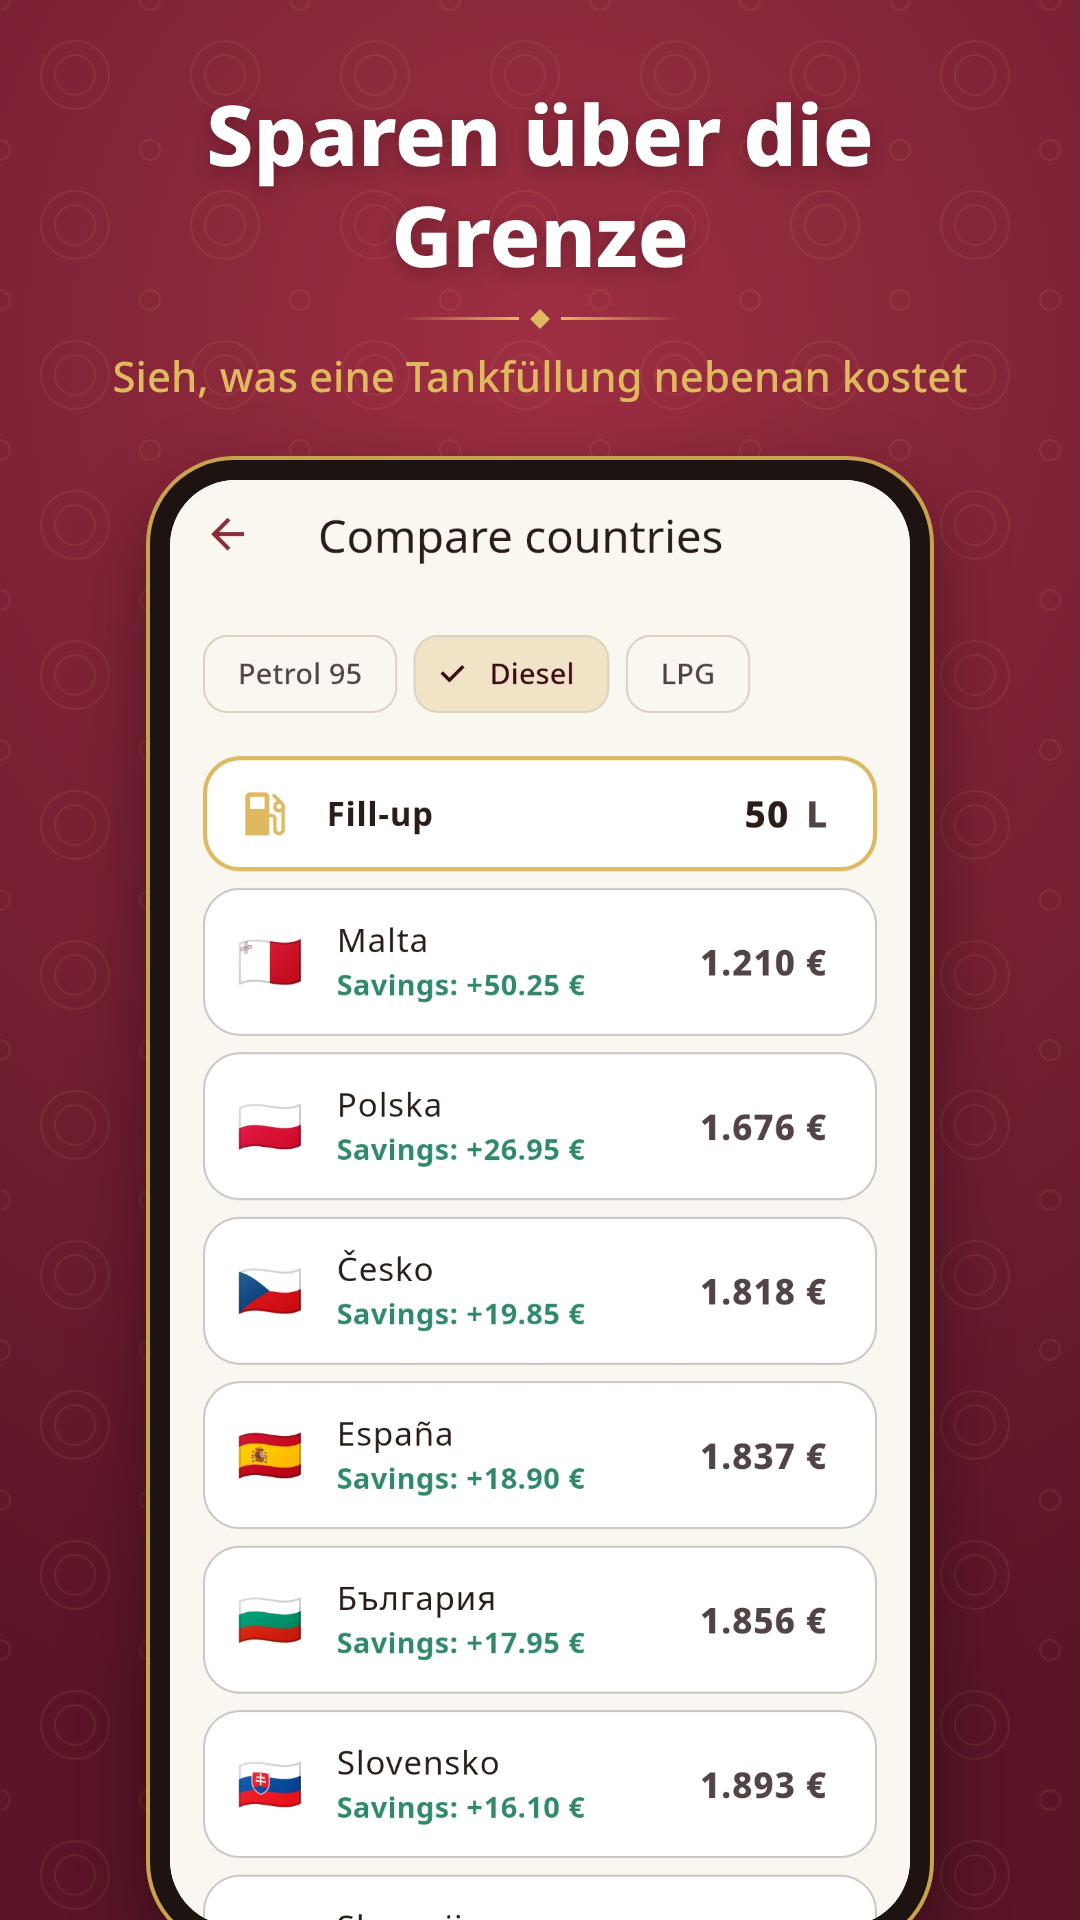 Sparen über die
Grenze
Sieh, was eine Tankfüllung nebenan kostet
Compare countries
Petrol 95
Diesel
LPG
Fill-up
50 L
Malta
Savings: +50.25 €
1.210 €
Polska
Savings: +26.95 €
1.676 €
Česko
Savings: +19.85 €
1.818 €
España
Savings: +18.90 €
1.837 €
България
Savings: +17.95 €
1.856 €
Slovensko
Savings: +16.10 €
1.893 €